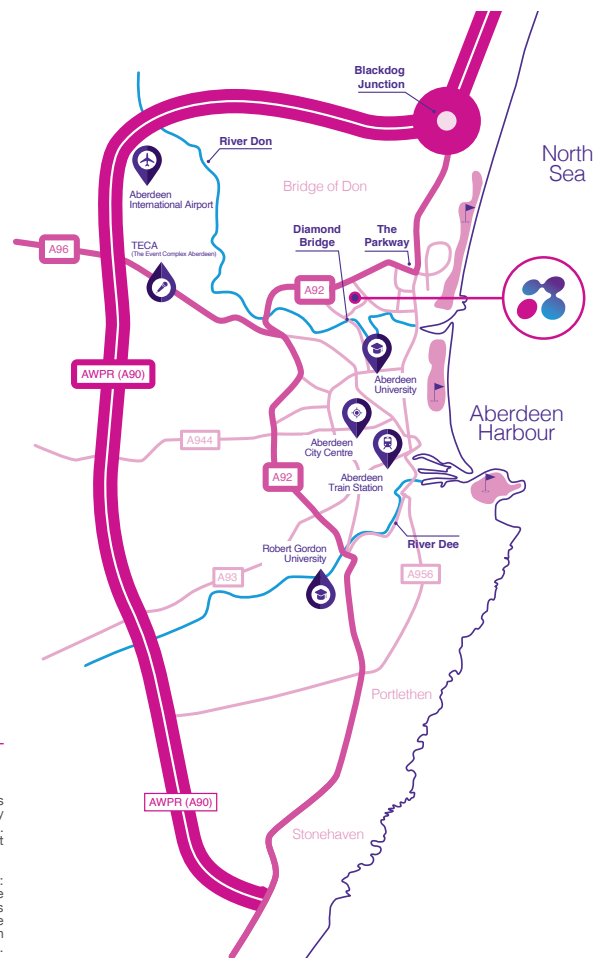 Blackdog
Junction
River Don
North
Sea
Aberdeen
International Airport
Bridge of Don
TECA
(The Event Complex Aberdeen)
Diamond
Bridge
The
Parkway
A96
A92
AWPR (A90)
Aberdeen
University
Aberdeen
Harbour
A944
Aberdeen
City Centre
A92
Aberdeen
Train Station
River Dee
Robert Gordon
University
A93
A956
Portlethen
AWPR (A90)
Stonehaven
s
y
.
t
:
e
s
e
n
.